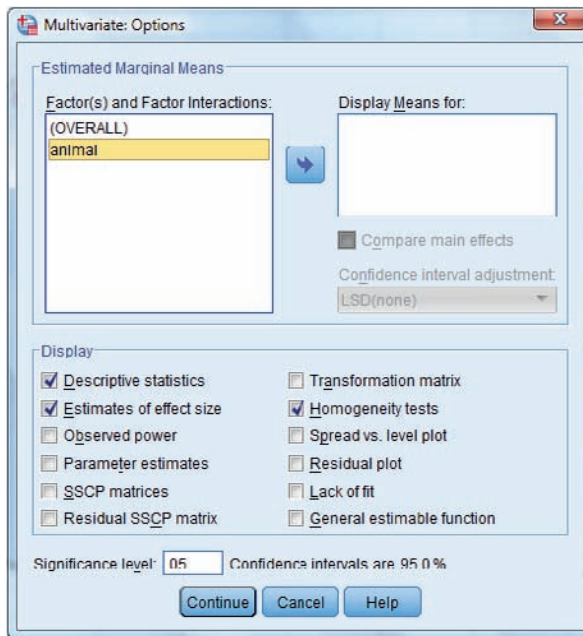 Multivariate: Options
Estimated Marginal Means
Factor(s) and Factor Interactions:
(OVERALL)
animal
Display Means for:
Compare main effects
Confidence interval adjustment:
LSD(none)
Display
Descriptive statistics
Estimates of effect size
Observed power
Parameter estimates
SSCP matrices
Residual SSCP matrix
Transformation matrix
Homogeneity tests
Spread vs. level plot
Residual plot
Lack of fit
General estimable function
Significance level: .05 Confidence intervals are 95.0 %
Continue Cancel Help